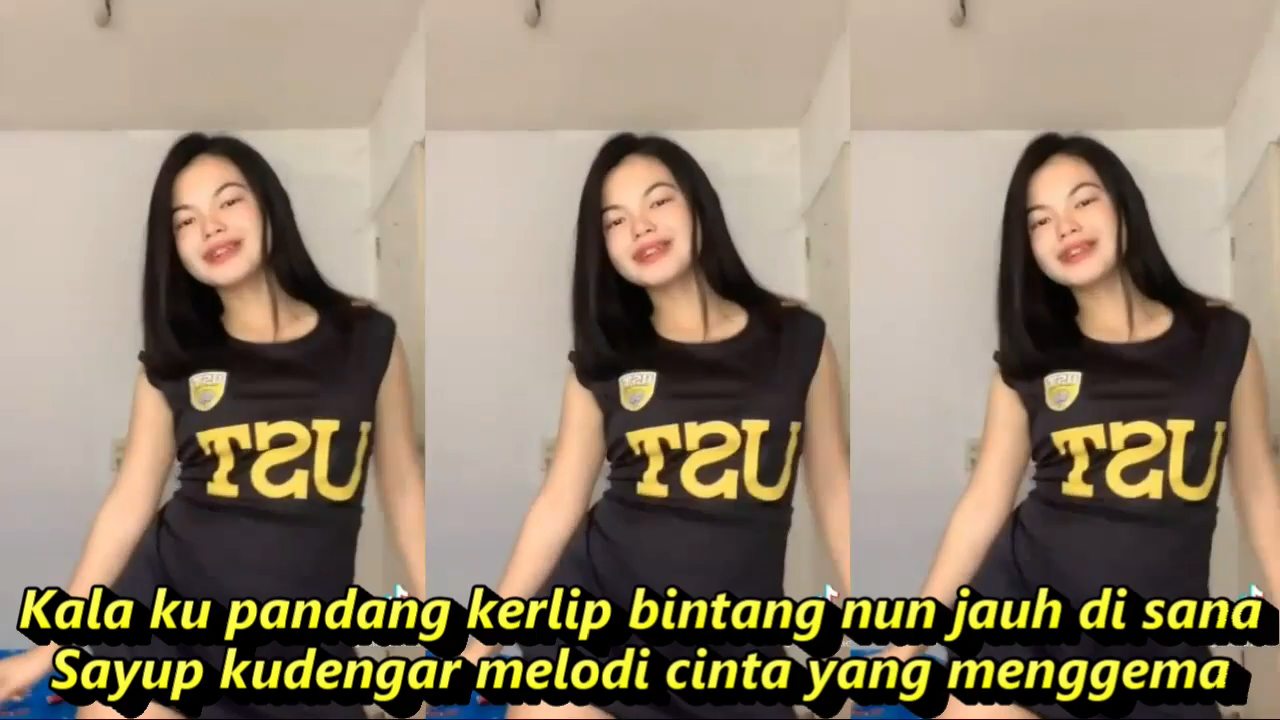 UST
UST
UST
Kala ku pandang kerlip bintang nun jauh di sana
Sayup kudengar melodi cinta yang menggema